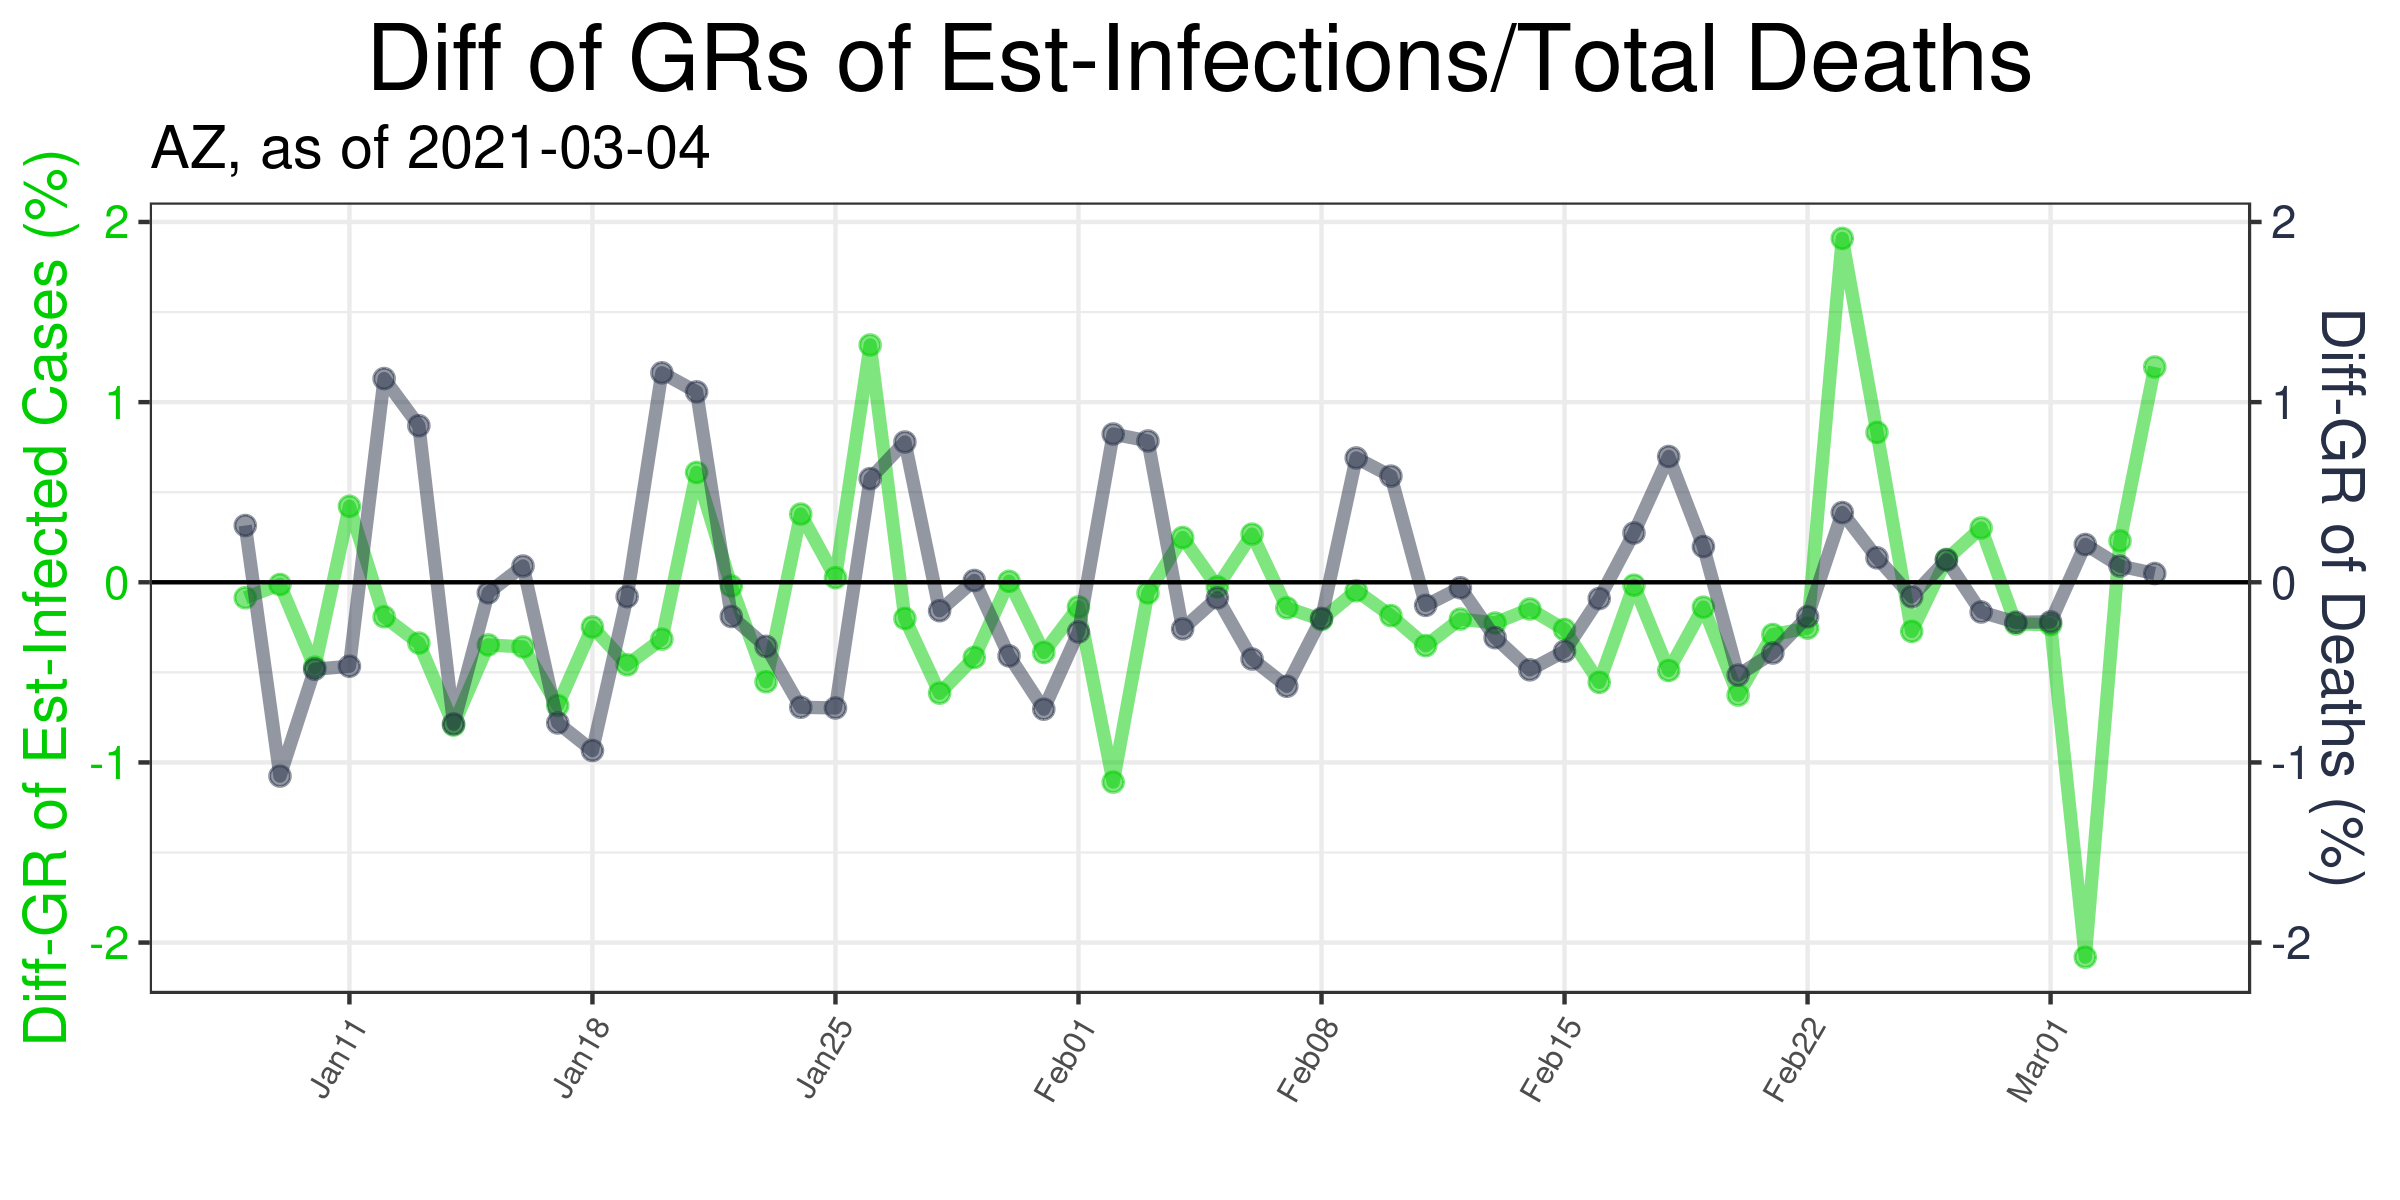 Diff of GRs of Est-Infections/Total Deaths
AZ, as of 2021-03-04
Diff-GR of Est-Infected Cases (%)
2
1
0
-1
-2
2
1
0
-1
-2
Diff-GR of Deaths (%)
Jan11
Jan18
Jan25
Feb01
Feb08
Feb15
Feb22
Mar01